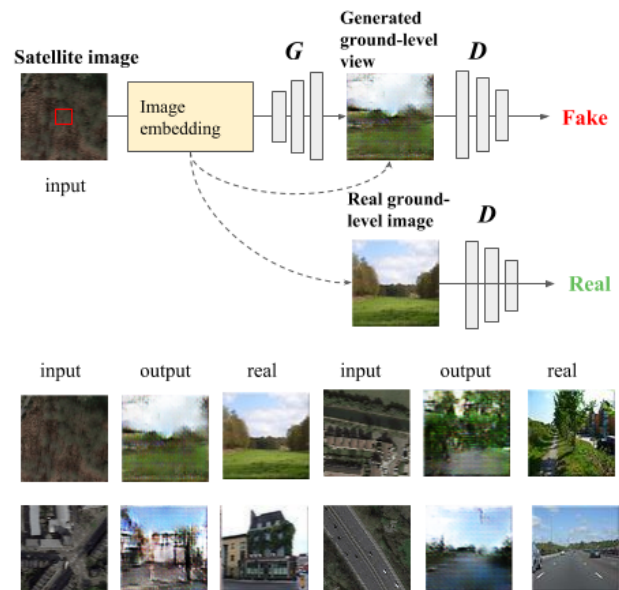 Satellite image
G
Generated
ground-level
view
D
Image
embedding
Fake
input
Real ground-
level image
D
Real
input output real input output real